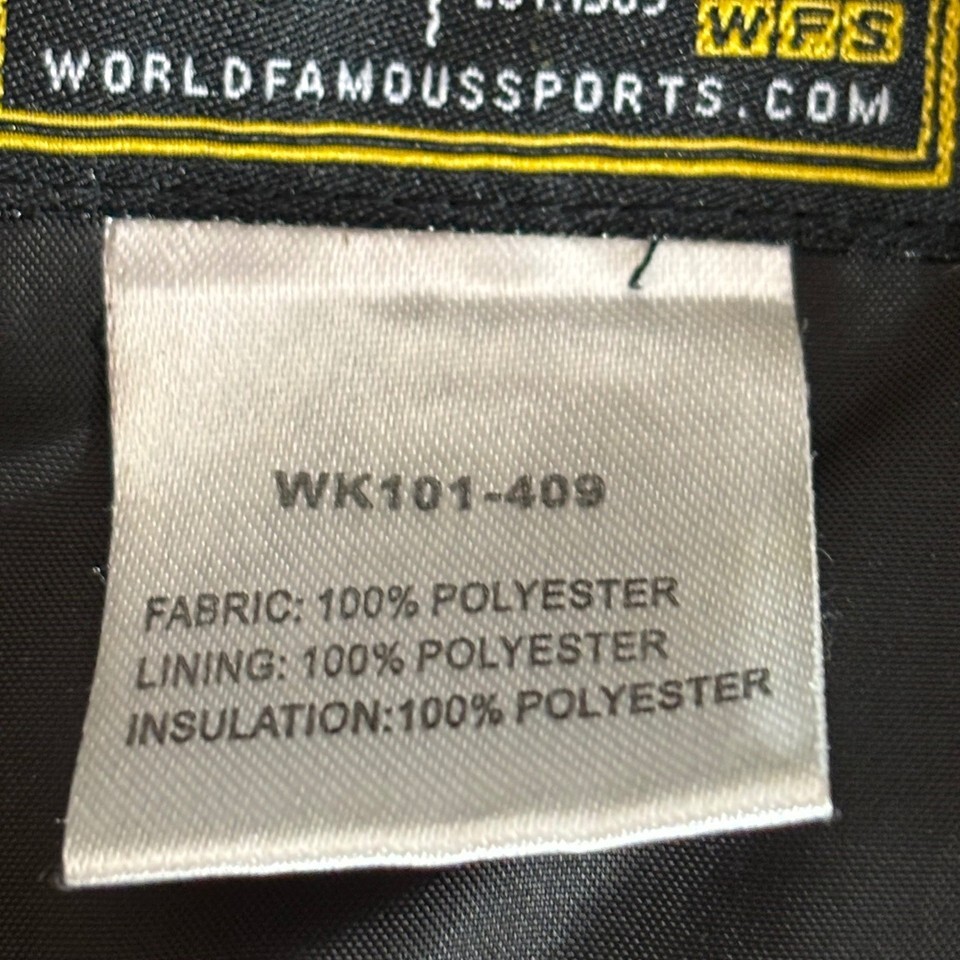 WFS
WORLDFAMOUSSPORTS.COM
WK101-409
FABRIC: 100% POLYESTER
LINING: 100% POLYESTER
INSULATION:100% POLYESTER